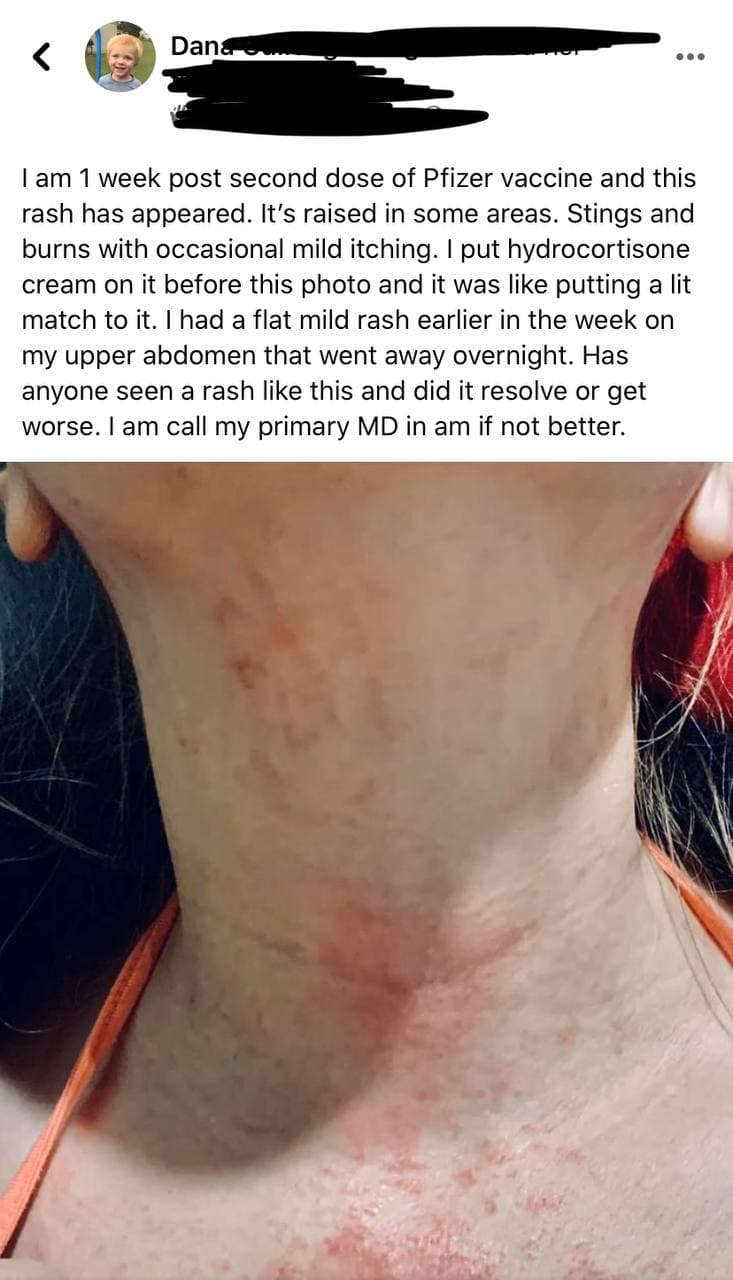 I am 1 week post second dose of Pfizer vaccine and this
rash has appeared. It’s raised in some areas. Stings and
burns with occasional mild itching. I put hydrocortisone
cream on it before this photo and it was like putting a lit
match to it. I had a flat mild rash earlier in the week on
my upper abdomen that went away overnight. Has
anyone seen a rash like this and did it resolve or get
worse. I am call my primary MD in am if not better.